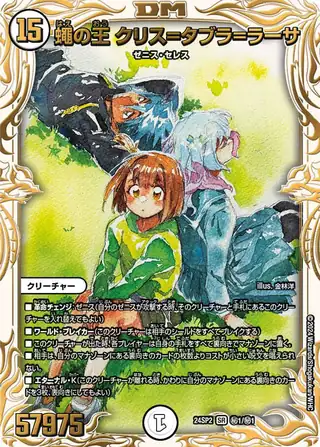 DM
15
蠅の王 クリス=タブラ=ラーサ
ゼニス・セレス
illus. 金林洋
クリーチャー
■革命チェンジ-ゼニス(自分のゼニスが攻撃する時、そのクリーチャーと手札にあるこのクリーチャーを入れ替えてもよい)
■ワールド・ブレイカー(このクリーチャーは相手のシールドをすべてブレイクする)
■このクリーチャーが出た時、各プレイヤーは自身の手札をすべて裏向きでマナゾーンに置く。
■相手は、自分のマナゾーンにある裏向きのカードの枚数よりコストが小さい呪文を唱えられない。
■エターナル・K(このクリーチャーが離れる時、かわりに自分のマナゾーンにある裏向きのカードを3枚、表向きにしてもよい)
57975
24SP2 SR
©2024 Wizards/Shogakukan/WHC